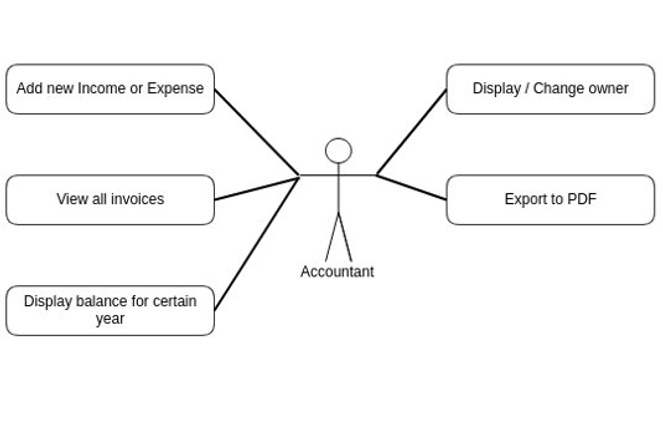 Add new Income or Expense
Display / Change owner
View all invoices
Export to PDF
Accountant
Display balance for certain
year